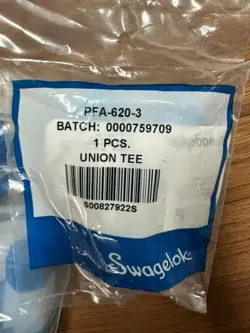 PFA-620-3
BATCH: 0000759709
1 PCS.
UNION TEE
S00827922S
Swagelok